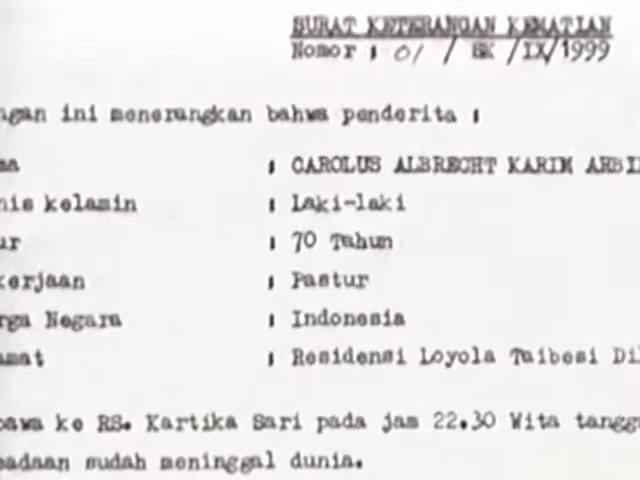 SURAT KETERANGAN KEMATIAN
Nomor : 01 / SK /IX/1999
ngan ini menerangkan bahwa penderita :
ma : CAROLUS ALBRECHT KARIM ARBI
nis kelamin : Laki-laki
ur : 70 Tahun
kerjaan : Pastur
rga Negara : Indonesia
amat : Residensi Loyola Taibesi Dil
bawa ke RS. Kartika Sari pada jam 22.30 Wita tangg
eadaan sudah meninggal dunia.